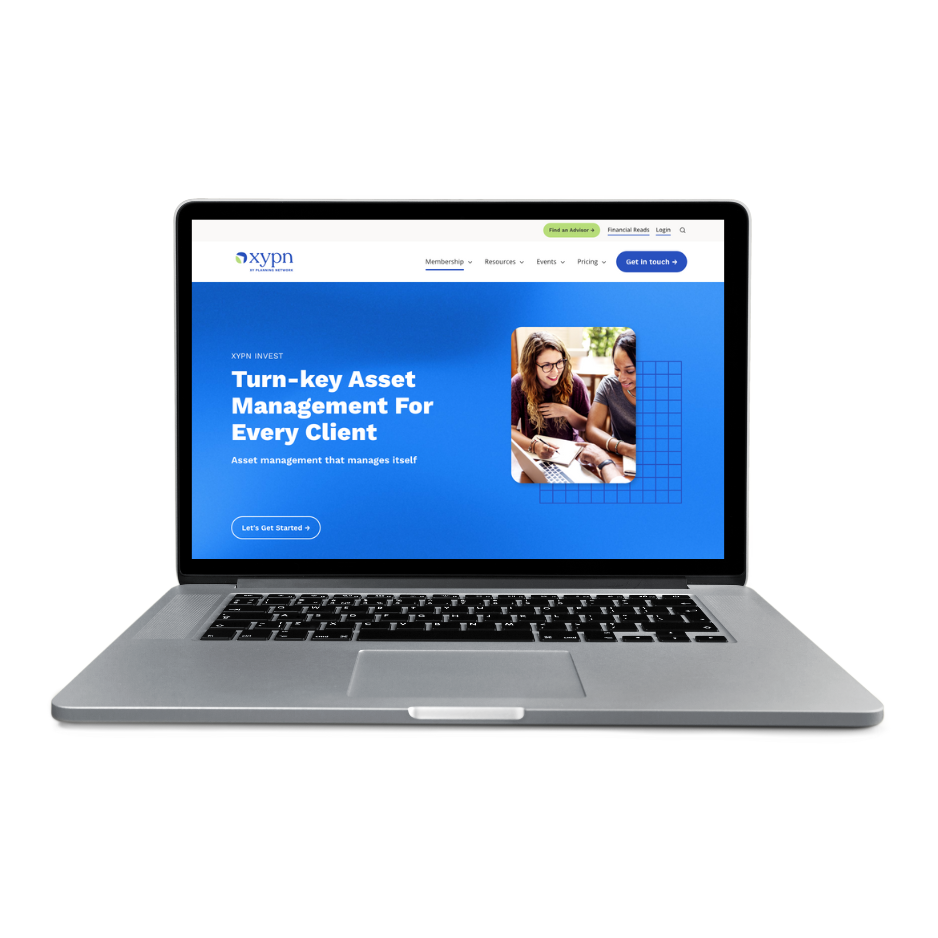 Find an Advisor →
Financial Reads
Login
xypn
XY PLANNING NETWORK
Membership
Resources
Events
Pricing
Get in touch →
XYPN INVEST
Turn-key Asset
Management For
Every Client
Asset management that manages itself
Let's Get Started →